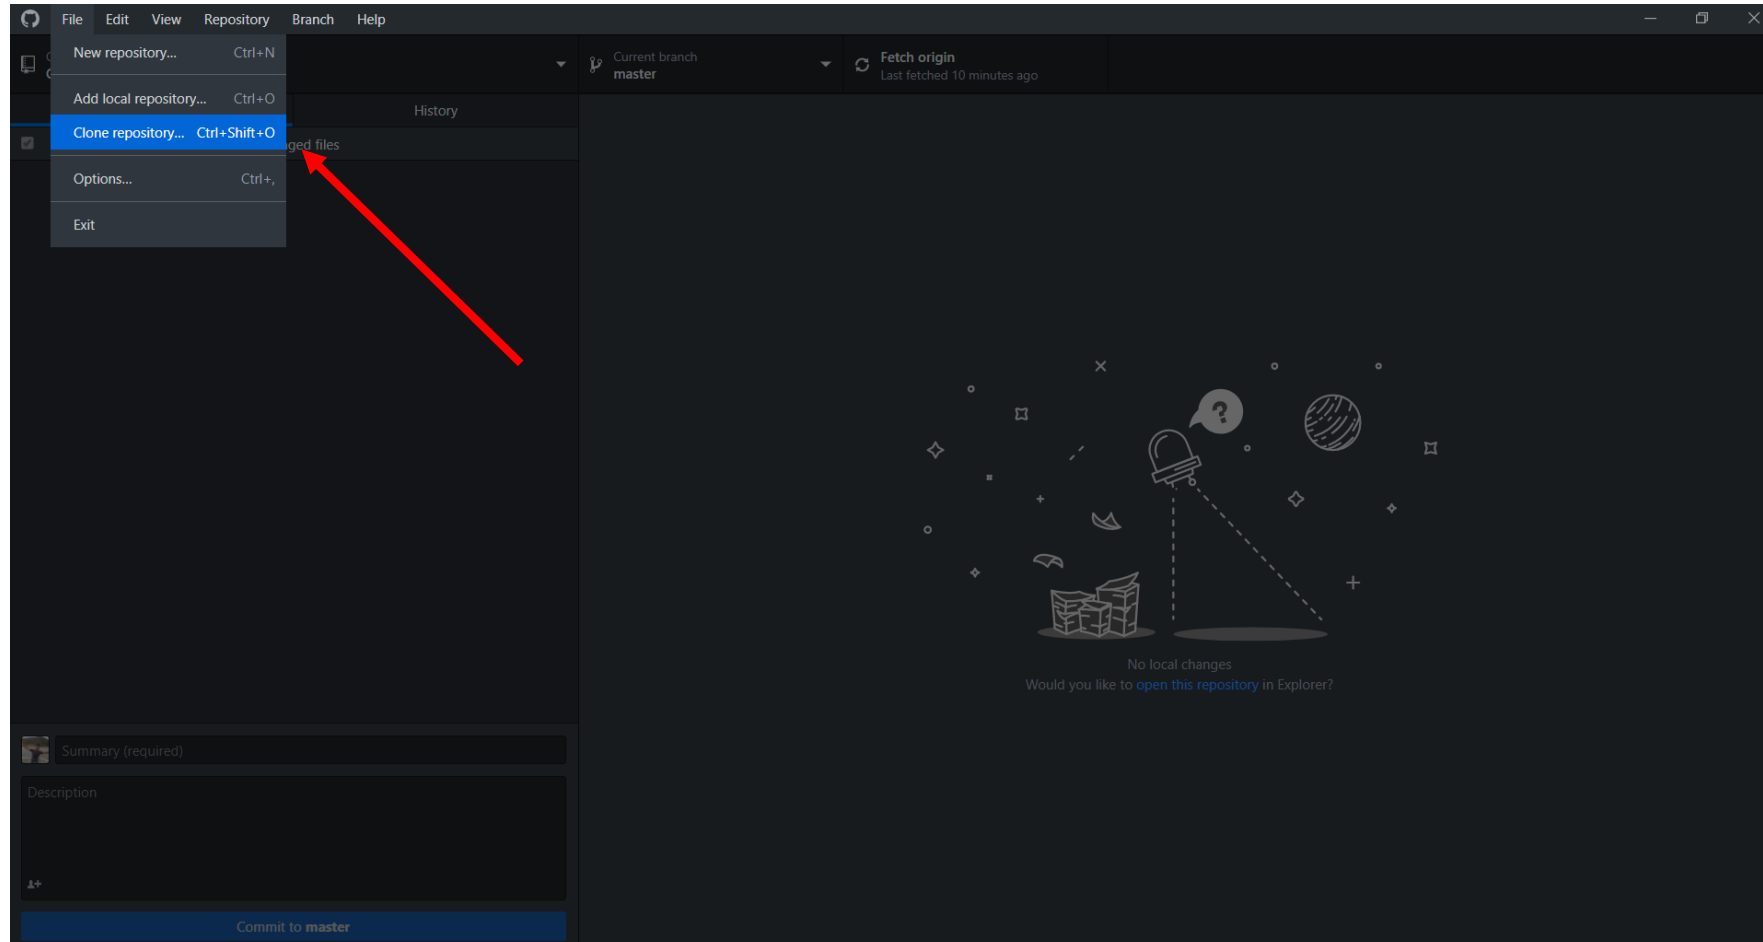 File Edit View Repository Branch Help
New repository... Ctrl+N
Add local repository... Ctrl+O
Clone repository... Ctrl+Shift+O
Options... Ctrl+,
Exit
Current branch
master
Fetch origin
Last fetched 10 minutes ago
History
files
?
No local changes
Would you like to open this repository in Explorer?
Summary (required)
Description
Commit to master